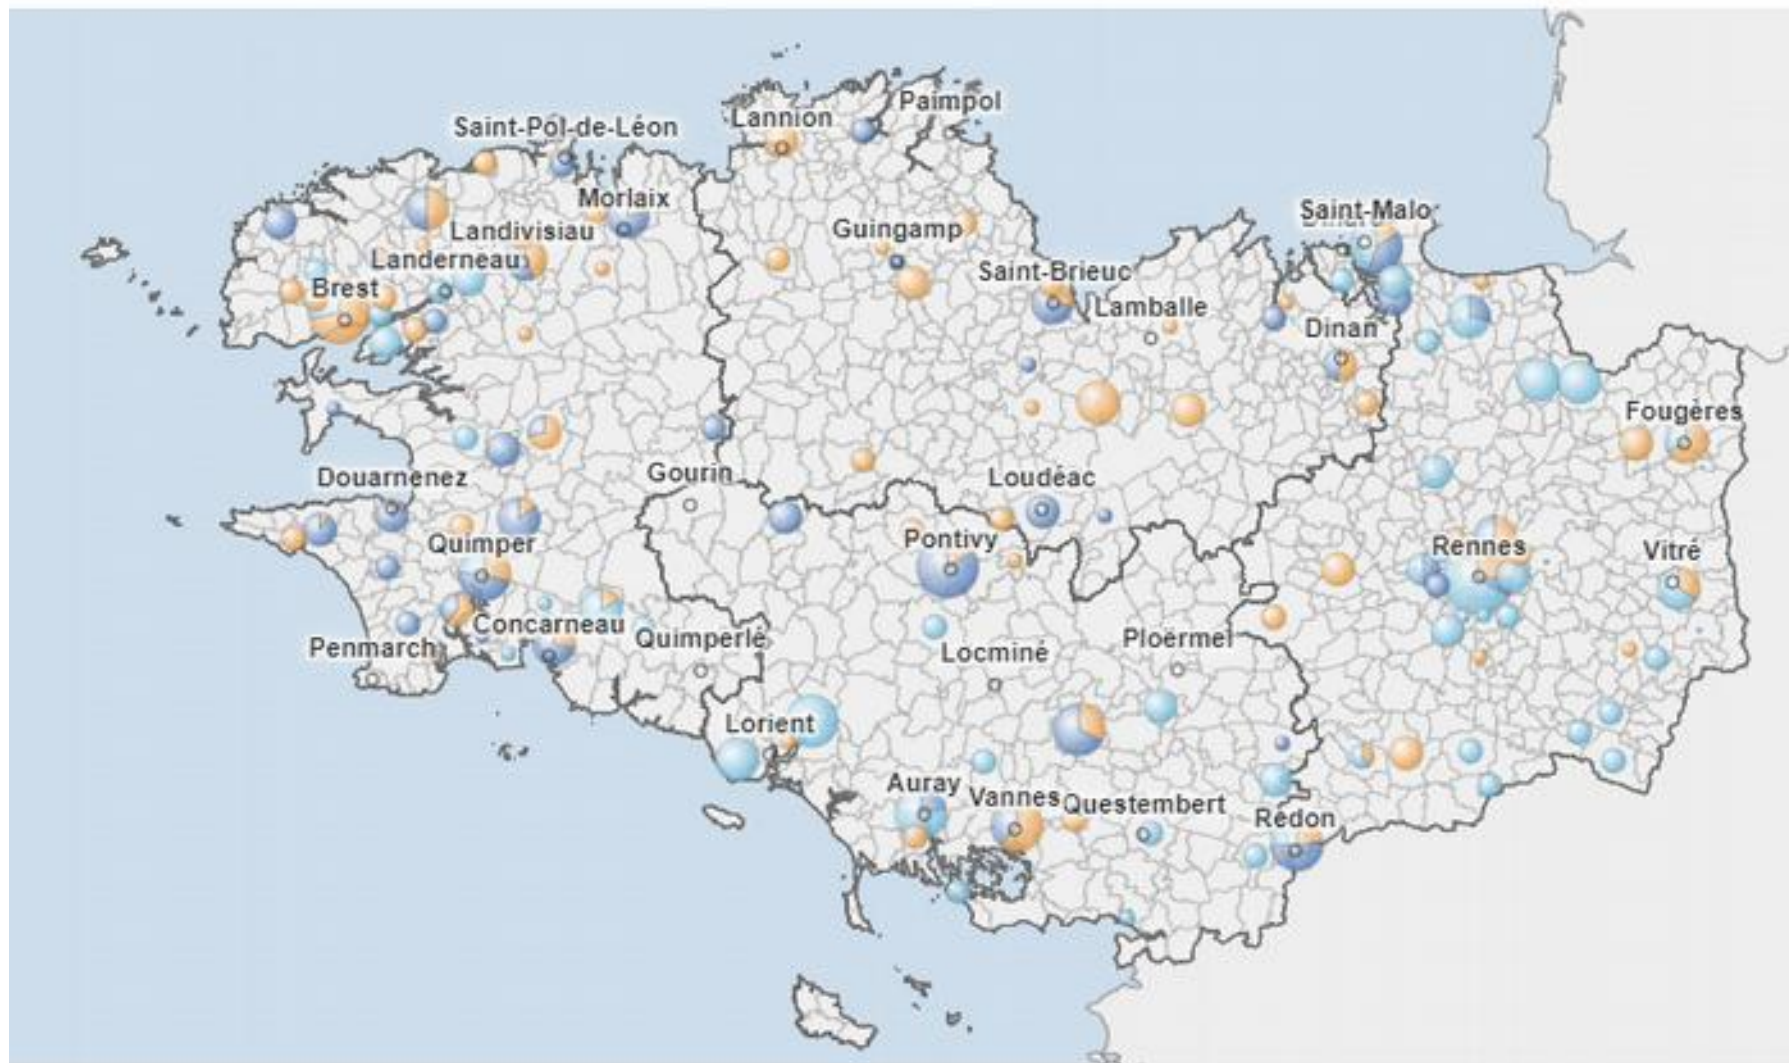 Paimpol
Lannion
Saint-Pol-de-Léon
Morlaix
Saint-Malo
Landivisiau
Guingamp
Landerneau
Saint-Brieuc
Brest
Lamballe
Dinan
Fougères
Gourin
Douarnenez
Loudéac
Pontivy
Quimper
Rennes
Vitré
Concarneau
Quimperlé
Ploërmel
Penmarch
Locminé
Lorient
Auray
Vannes
Questembert
Redon